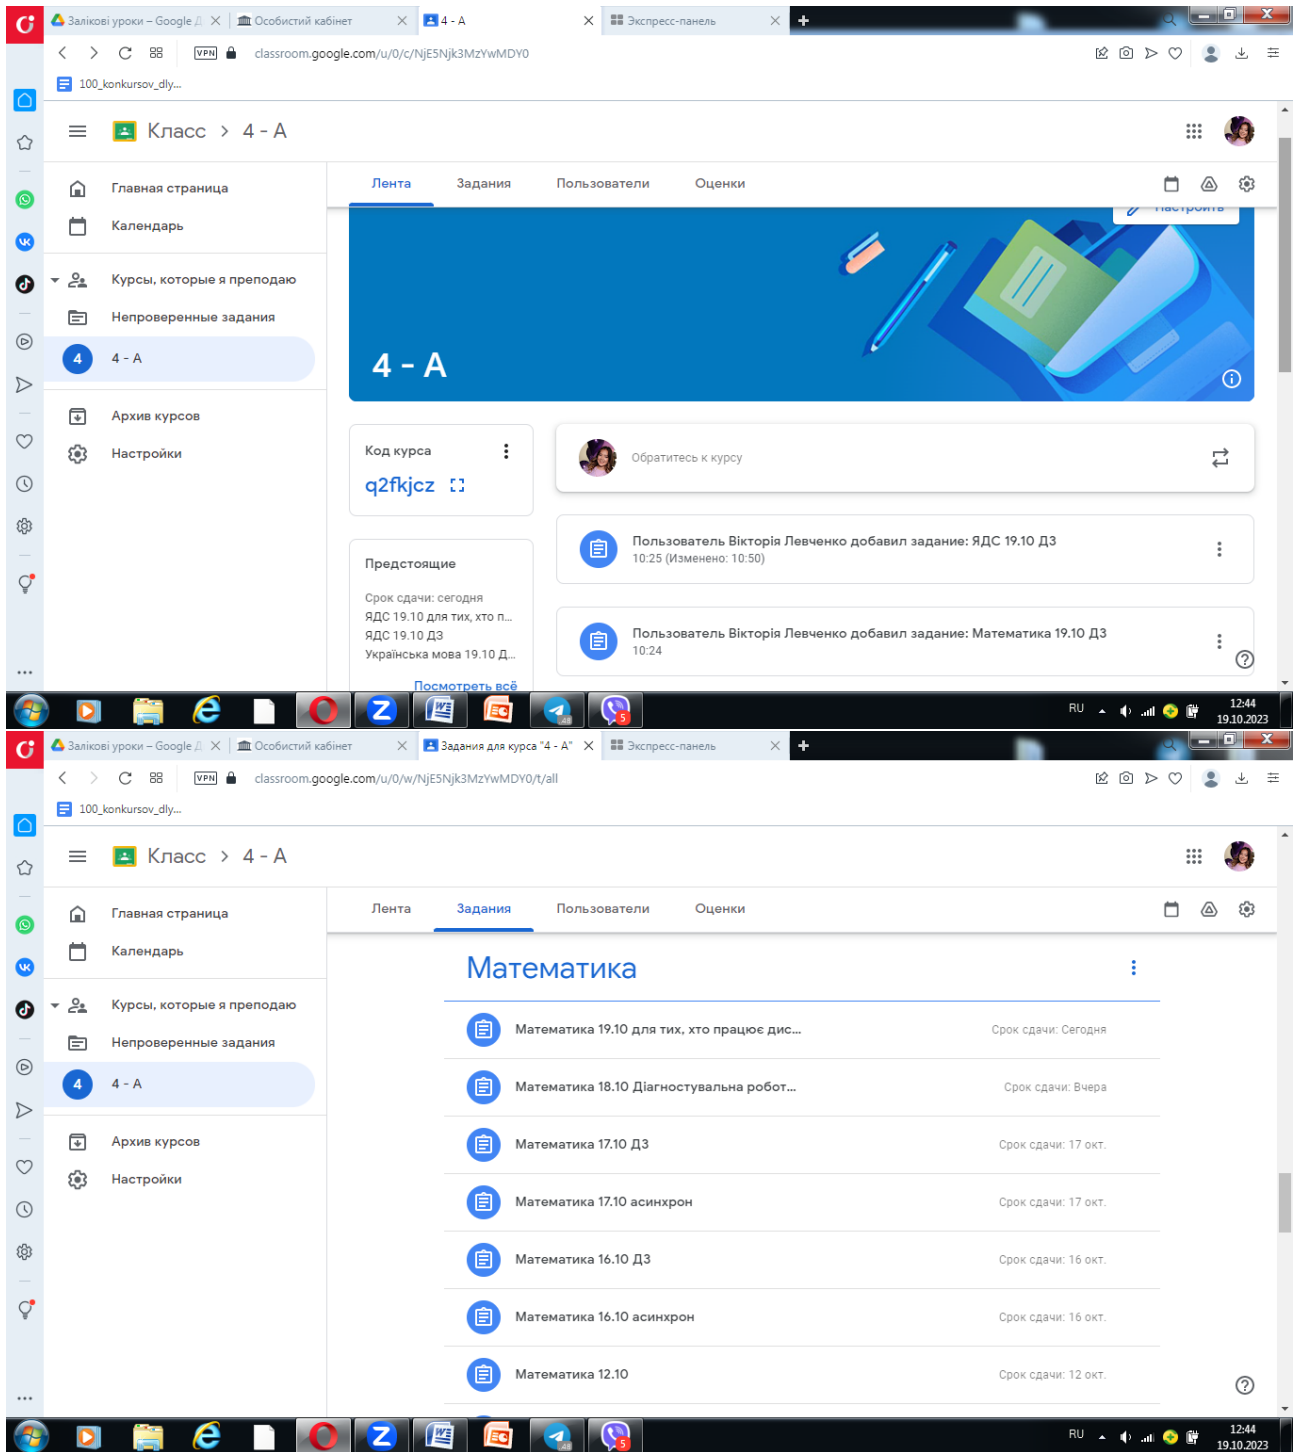 Залікові уроки – Google Д
Особистий кабінет
4 - А
Экспресс-панель
VPN
classroom.google.com/u/0/c/NjE5Njk3MzYwMDY0
100_konkursov_dly...
Класс > 4 - А
Главная страница
Календарь
Курсы, которые я преподаю
Непроверенные задания
4
4 - А
Архив курсов
Настройки
Лента
Задания
Пользователи
Оценки
Настроить
4 - А
Код курса
q2fkjcz
Предстоящие
Срок сдачи: сегодня
ЯДС 19.10 для тих, хто п...
ЯДС 19.10 ДЗ
Українська мова 19.10 Д...
Посмотреть всё
Обратитесь к курсу
Пользователь Вікторія Левченко добавил задание: ЯДС 19.10 ДЗ
10:25 (Изменено: 10:50)
Пользователь Вікторія Левченко добавил задание: Математика 19.10 ДЗ
10:24
RU
12:44
19.10.2023
Залікові уроки – Google Д
Особистий кабінет
Задания для курса "4 - А"
Экспресс-панель
VPN
classroom.google.com/u/0/w/NjE5Njk3MzYwMDY0/t/all
100_konkursov_dly...
Класс > 4 - А
Главная страница
Календарь
Курсы, которые я преподаю
Непроверенные задания
4
4 - А
Архив курсов
Настройки
Лента
Задания
Пользователи
Оценки
Математика
Математика 19.10 для тих, хто працює дис...
Срок сдачи: Сегодня
Математика 18.10 Діагностувальна робот...
Срок сдачи: Вчера
Математика 17.10 ДЗ
Срок сдачи: 17 окт.
Математика 17.10 асинхрон
Срок сдачи: 17 окт.
Математика 16.10 ДЗ
Срок сдачи: 16 окт.
Математика 16.10 асинхрон
Срок сдачи: 16 окт.
Математика 12.10
Срок сдачи: 12 окт.
RU
12:44
19.10.2023